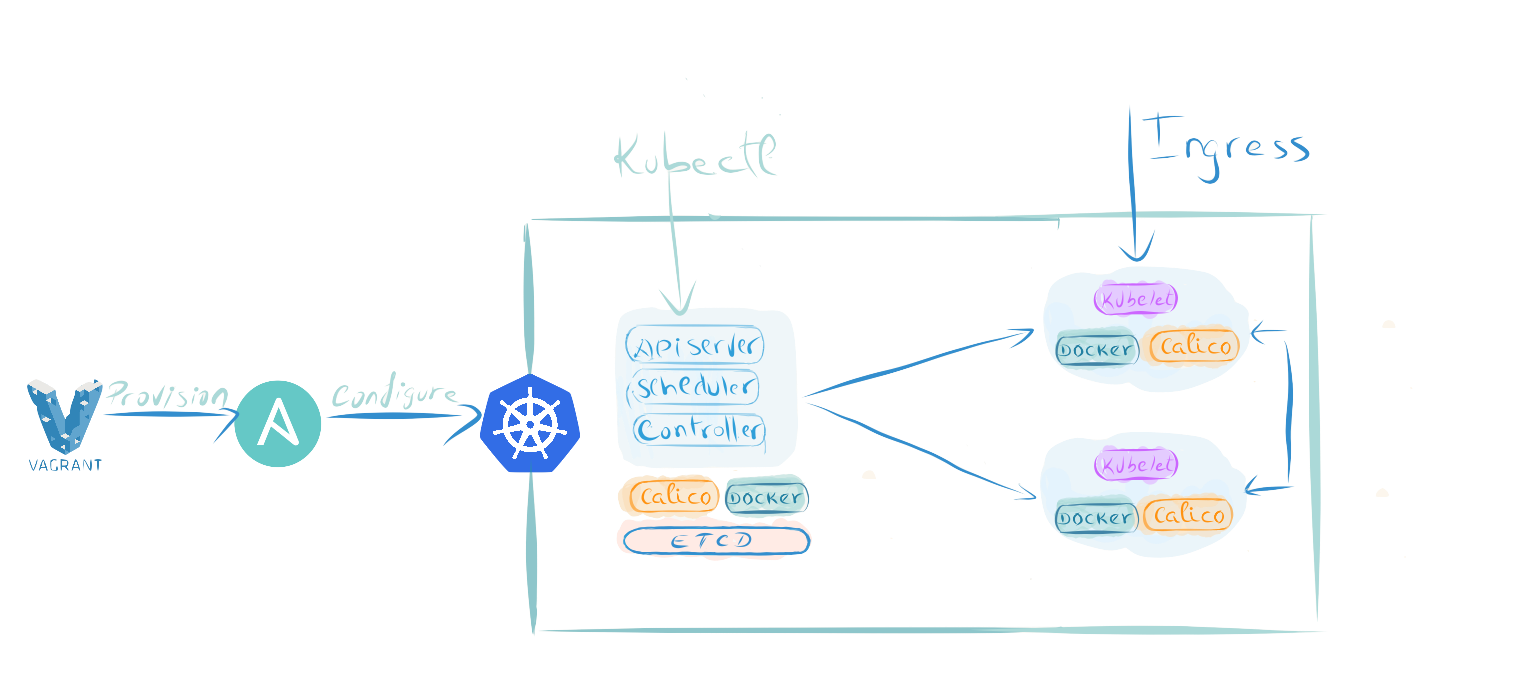 Kubectl
Ingress
Provision
Configure
VAGRANT
Apiserver
Scheduler
Controller
Calico
Docker
ETCD
Kubelet
Docker
Calico
Kubelet
Docker
Calico